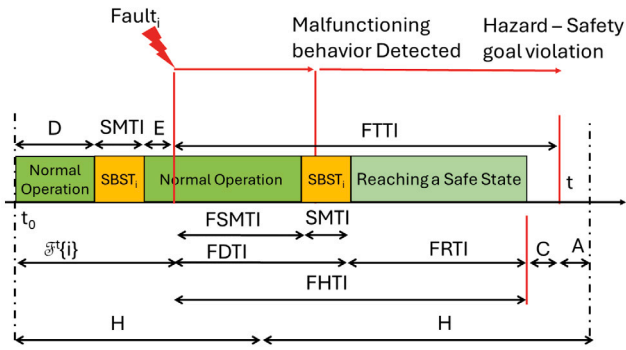 Fault_i
Malfunctioning
behavior Detected
Hazard – Safety
goal violation
D
SMTI
E
FTTI
Normal
Operation
SBST_i
Normal Operation
SBST_i
Reaching a Safe State
t
t_0
FSMTI
SMTI
ℱᵗ{i}
FDTI
FRTI
C
A
FHTI
H
H